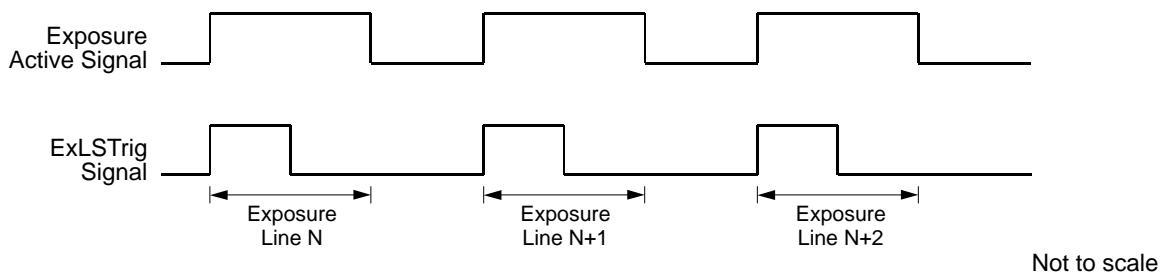 Exposure
Active Signal
ExLSTrig
Signal
Exposure
Line N
Exposure
Line N+1
Exposure
Line N+2
Not to scale